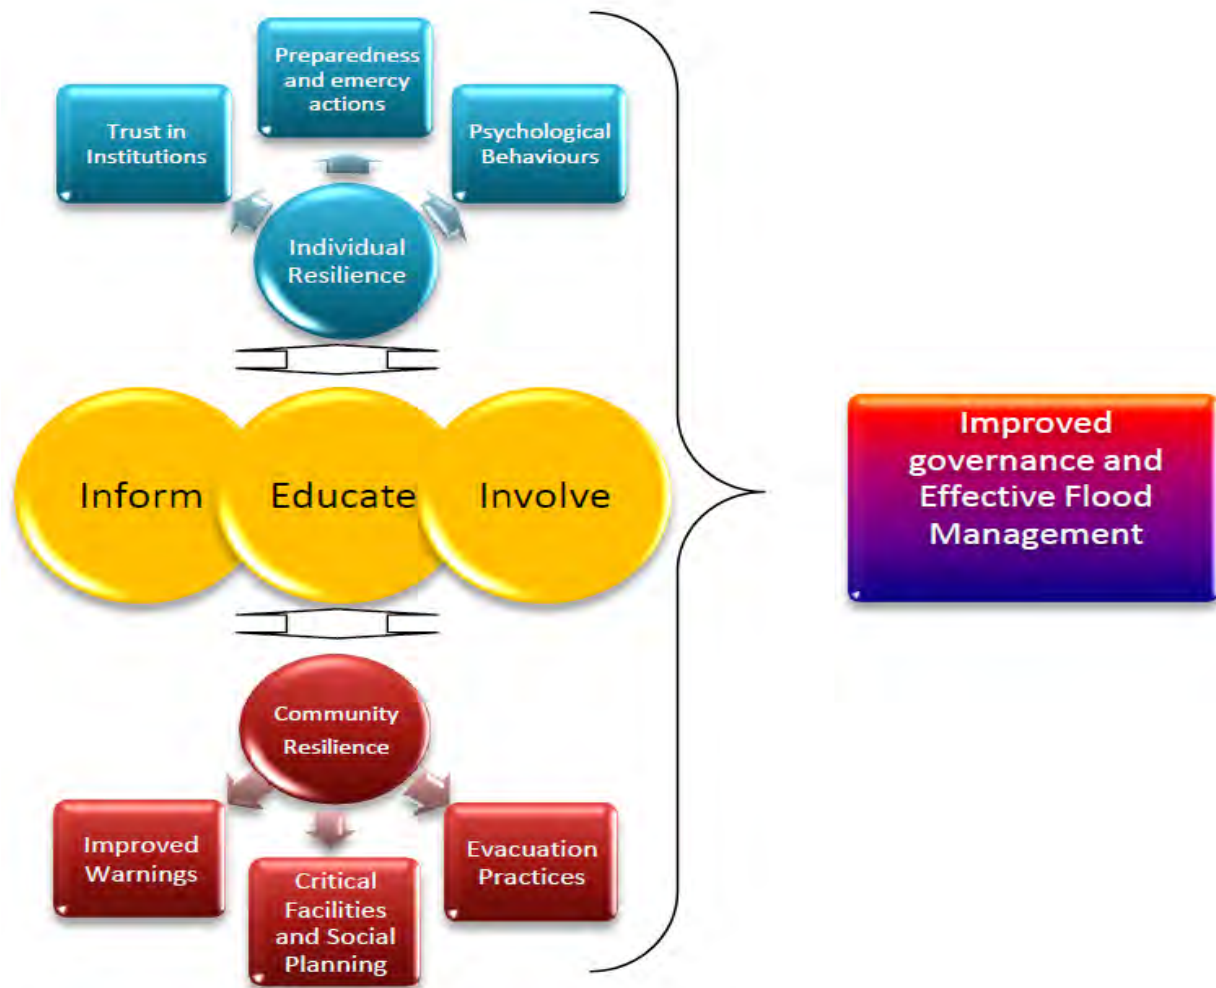 Preparedness
and emercy
actions
Trust in
Institutions
Psychological
Behaviours
Individual
Resilience
Inform
Educate
Involve
Improved
governance and
Effective Flood
Management
Community
Resilience
Improved
Warnings
Critical
Facilities
and Social
Planning
Evacuation
Practices